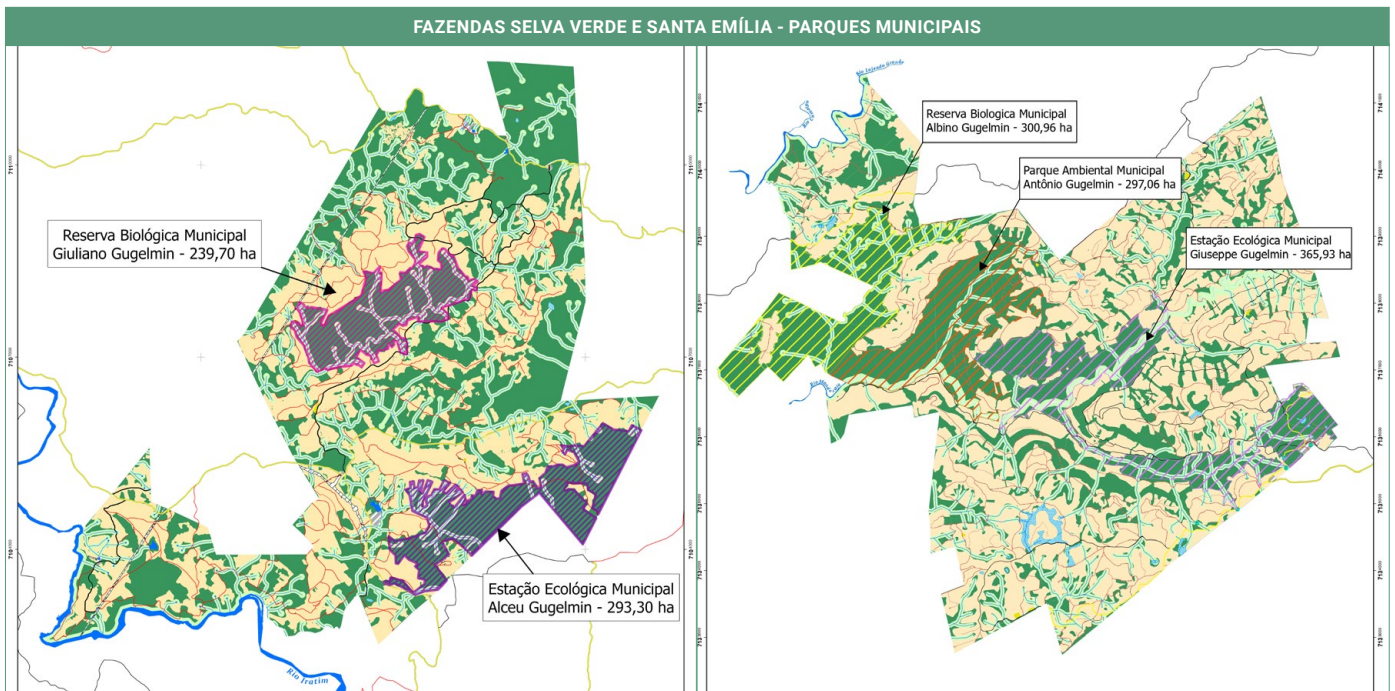 FAZENDAS SELVA VERDE E SANTA EMÍLIA - PARQUES MUNICIPAIS
Reserva Biológica Municipal
Giuliano Gugelmin - 239,70 ha
Estação Ecológica Municipal
Alceu Gugelmin - 293,30 ha
Rio Iratim
Reserva Biologica Municipal
Albino Gugelmin - 300,96 ha
Parque Ambiental Municipal
Antônio Gugelmin - 297,06 ha
Estação Ecológica Municipal
Giuseppe Gugelmin - 365,93 ha